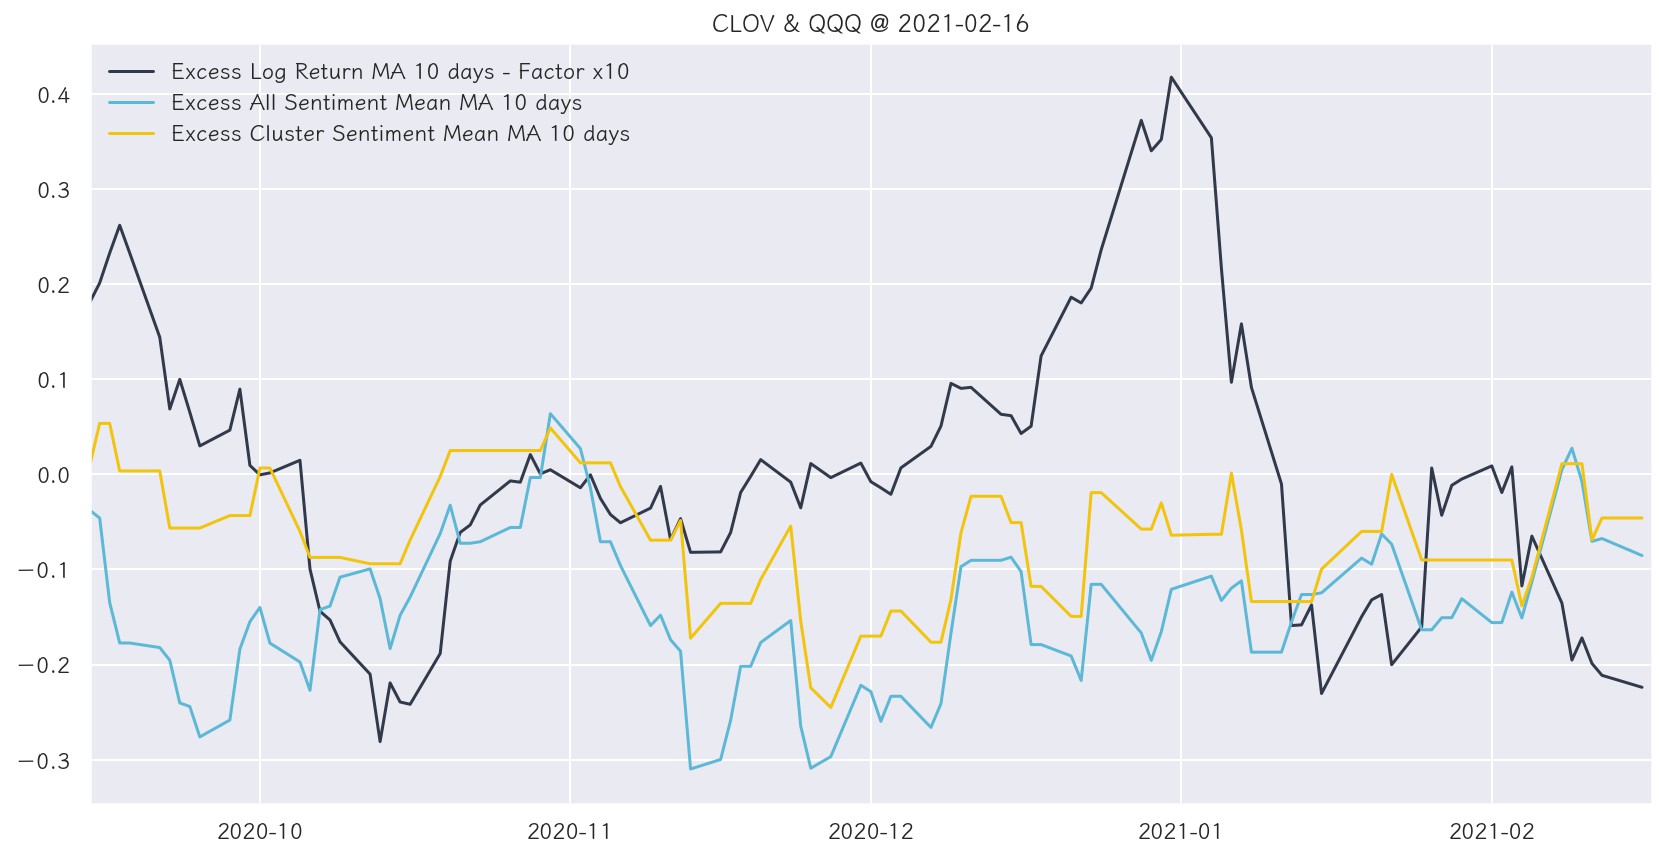 CLOV & QQQ @ 2021-02-16
Excess Log Return MA 10 days - Factor x10
Excess All Sentiment Mean MA 10 days
Excess Cluster Sentiment Mean MA 10 days
0.4
0.3
0.2
0.1
0.0
−0.1
−0.2
−0.3
2020-10 2020-11 2020-12 2021-01 2021-02